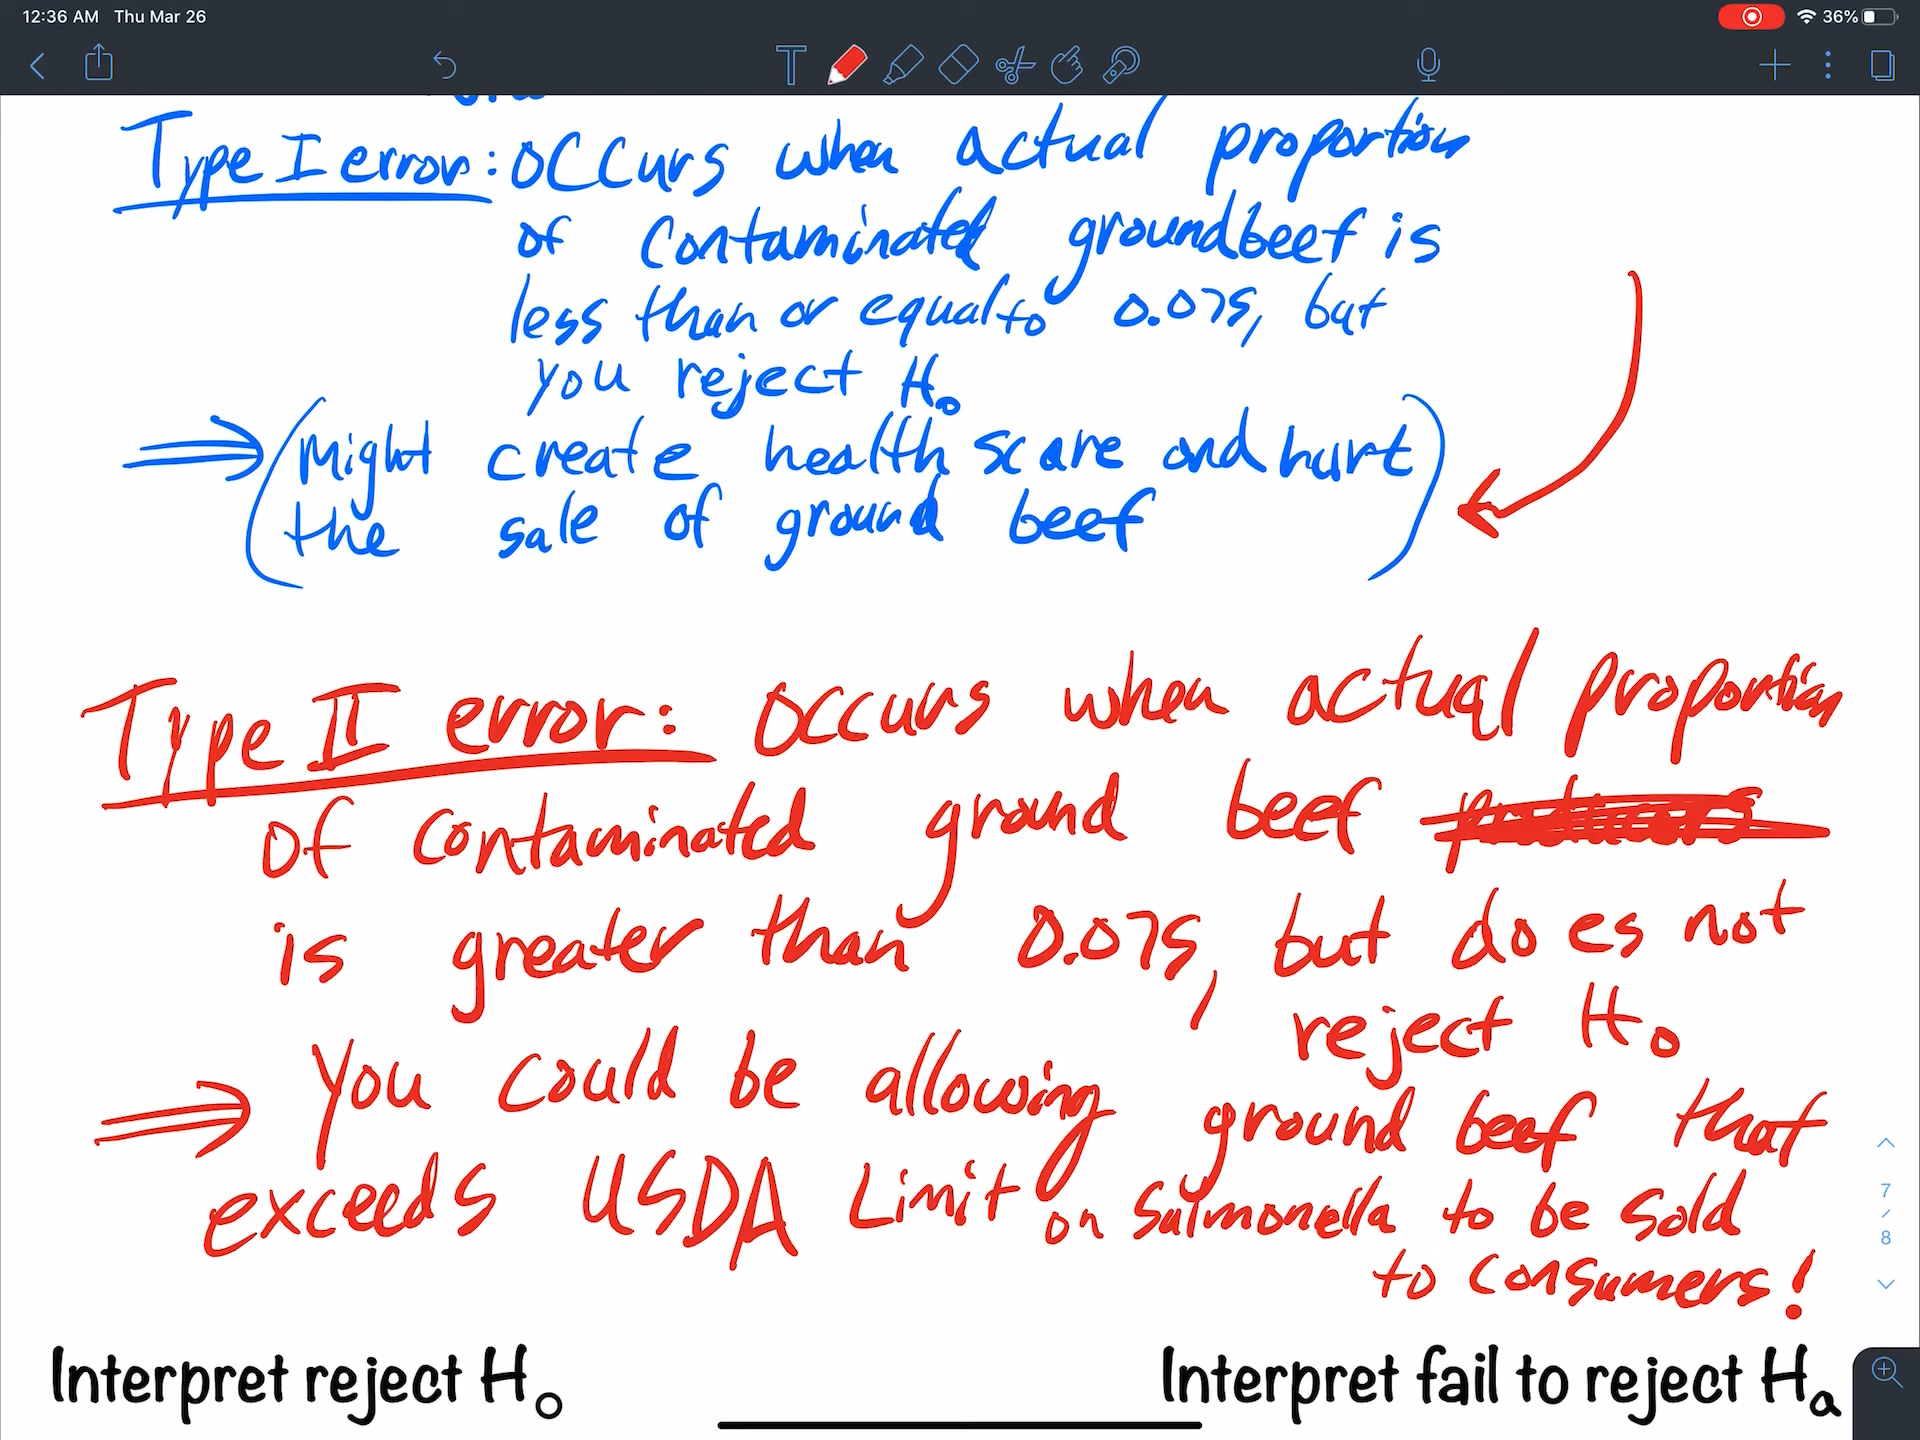 12:36 AM Thu Mar 26
36%
Type I error: occurs when actual proportion
of contaminated ground beef is
less than or equal to 0.075, but
you reject H₀
⇒ (Might create health scare and hurt
the sale of ground beef)
Type II error: occurs when actual proportion
of contaminated ground beef
is greater than 0.075, but does not
reject H₀
⇒ You could be allowing ground beef that
exceeds USDA Limit on Salmonella to be sold
to consumers!
7
/
8
Interpret reject H₀
Interpret fail to reject Hₐ